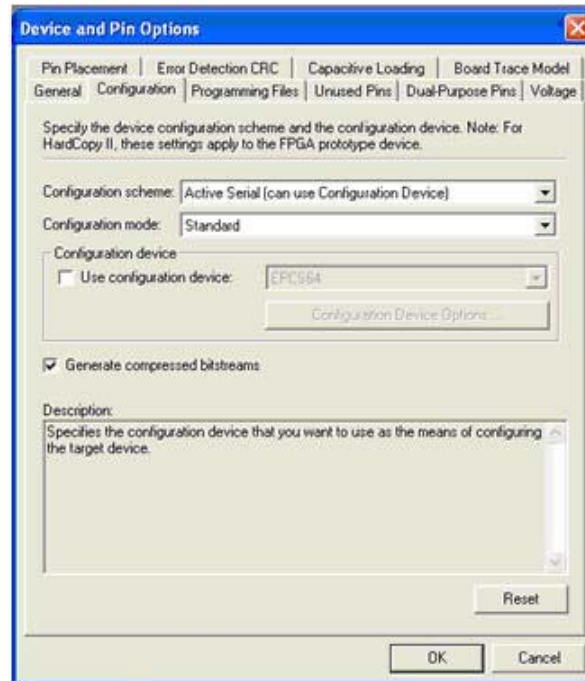 Device and Pin Options
Pin Placement Error Detection CRC Capacitive Loading Board Trace Model
General Configuration Programming Files Unused Pins Dual-Purpose Pins Voltage
Specify the device configuration scheme and the configuration device. Note: For
HardCopy II, these settings apply to the FPGA prototype device.
Configuration scheme: Active Serial (can use Configuration Device)
Configuration mode: Standard
Configuration device
Use configuration device: EPCS64
Configuration Device Options...
Generate compressed bitstreams
Description:
Specifies the configuration device that you want to use as the means of configuring
the target device.
Reset
OK Cancel